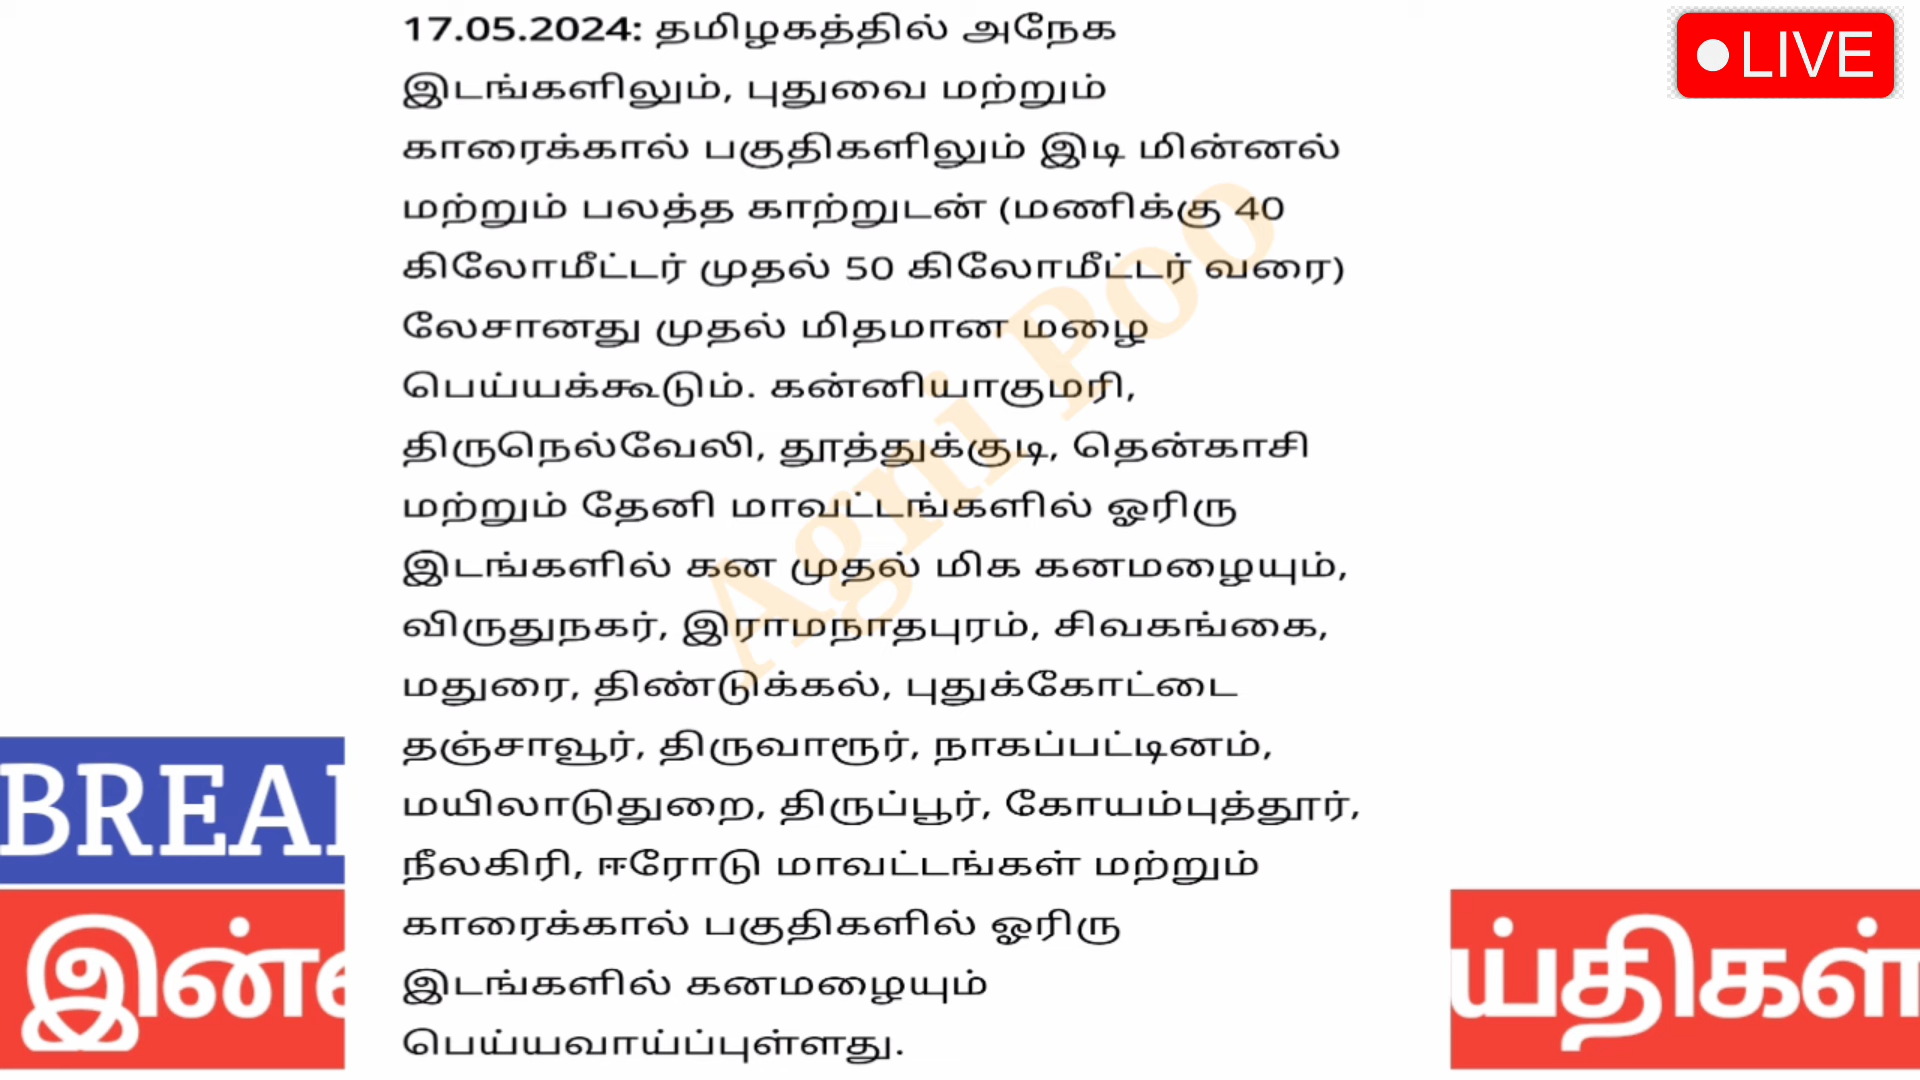 17.05.2024: தமிழகத்தில் அநேக
இடங்களிலும், புதுவை மற்றும்
காரைக்கால் பகுதிகளிலும் இடி மின்னல்
மற்றும் பலத்த காற்றுடன் (மணிக்கு 40
கிலோமீட்டர் முதல் 50 கிலோமீட்டர் வரை)
லேசானது முதல் மிதமான மழை
பெய்யக்கூடும். கன்னியாகுமரி,
திருநெல்வேலி, தூத்துக்குடி, தென்காசி
மற்றும் தேனி மாவட்டங்களில் ஓரிரு
இடங்களில் கன முதல் மிக கனமழையும்,
விருதுநகர், இராமநாதபுரம், சிவகங்கை,
மதுரை, திண்டுக்கல், புதுக்கோட்டை
தஞ்சாவூர், திருவாரூர், நாகப்பட்டினம்,
மயிலாடுதுறை, திருப்பூர், கோயம்புத்தூர்,
நீலகிரி, ஈரோடு மாவட்டங்கள் மற்றும்
காரைக்கால் பகுதிகளில் ஓரிரு
இடங்களில் கனமழையும்
பெய்யவாய்ப்புள்ளது.
LIVE
Agni Poo
BREA
இன்
ய்திகள்